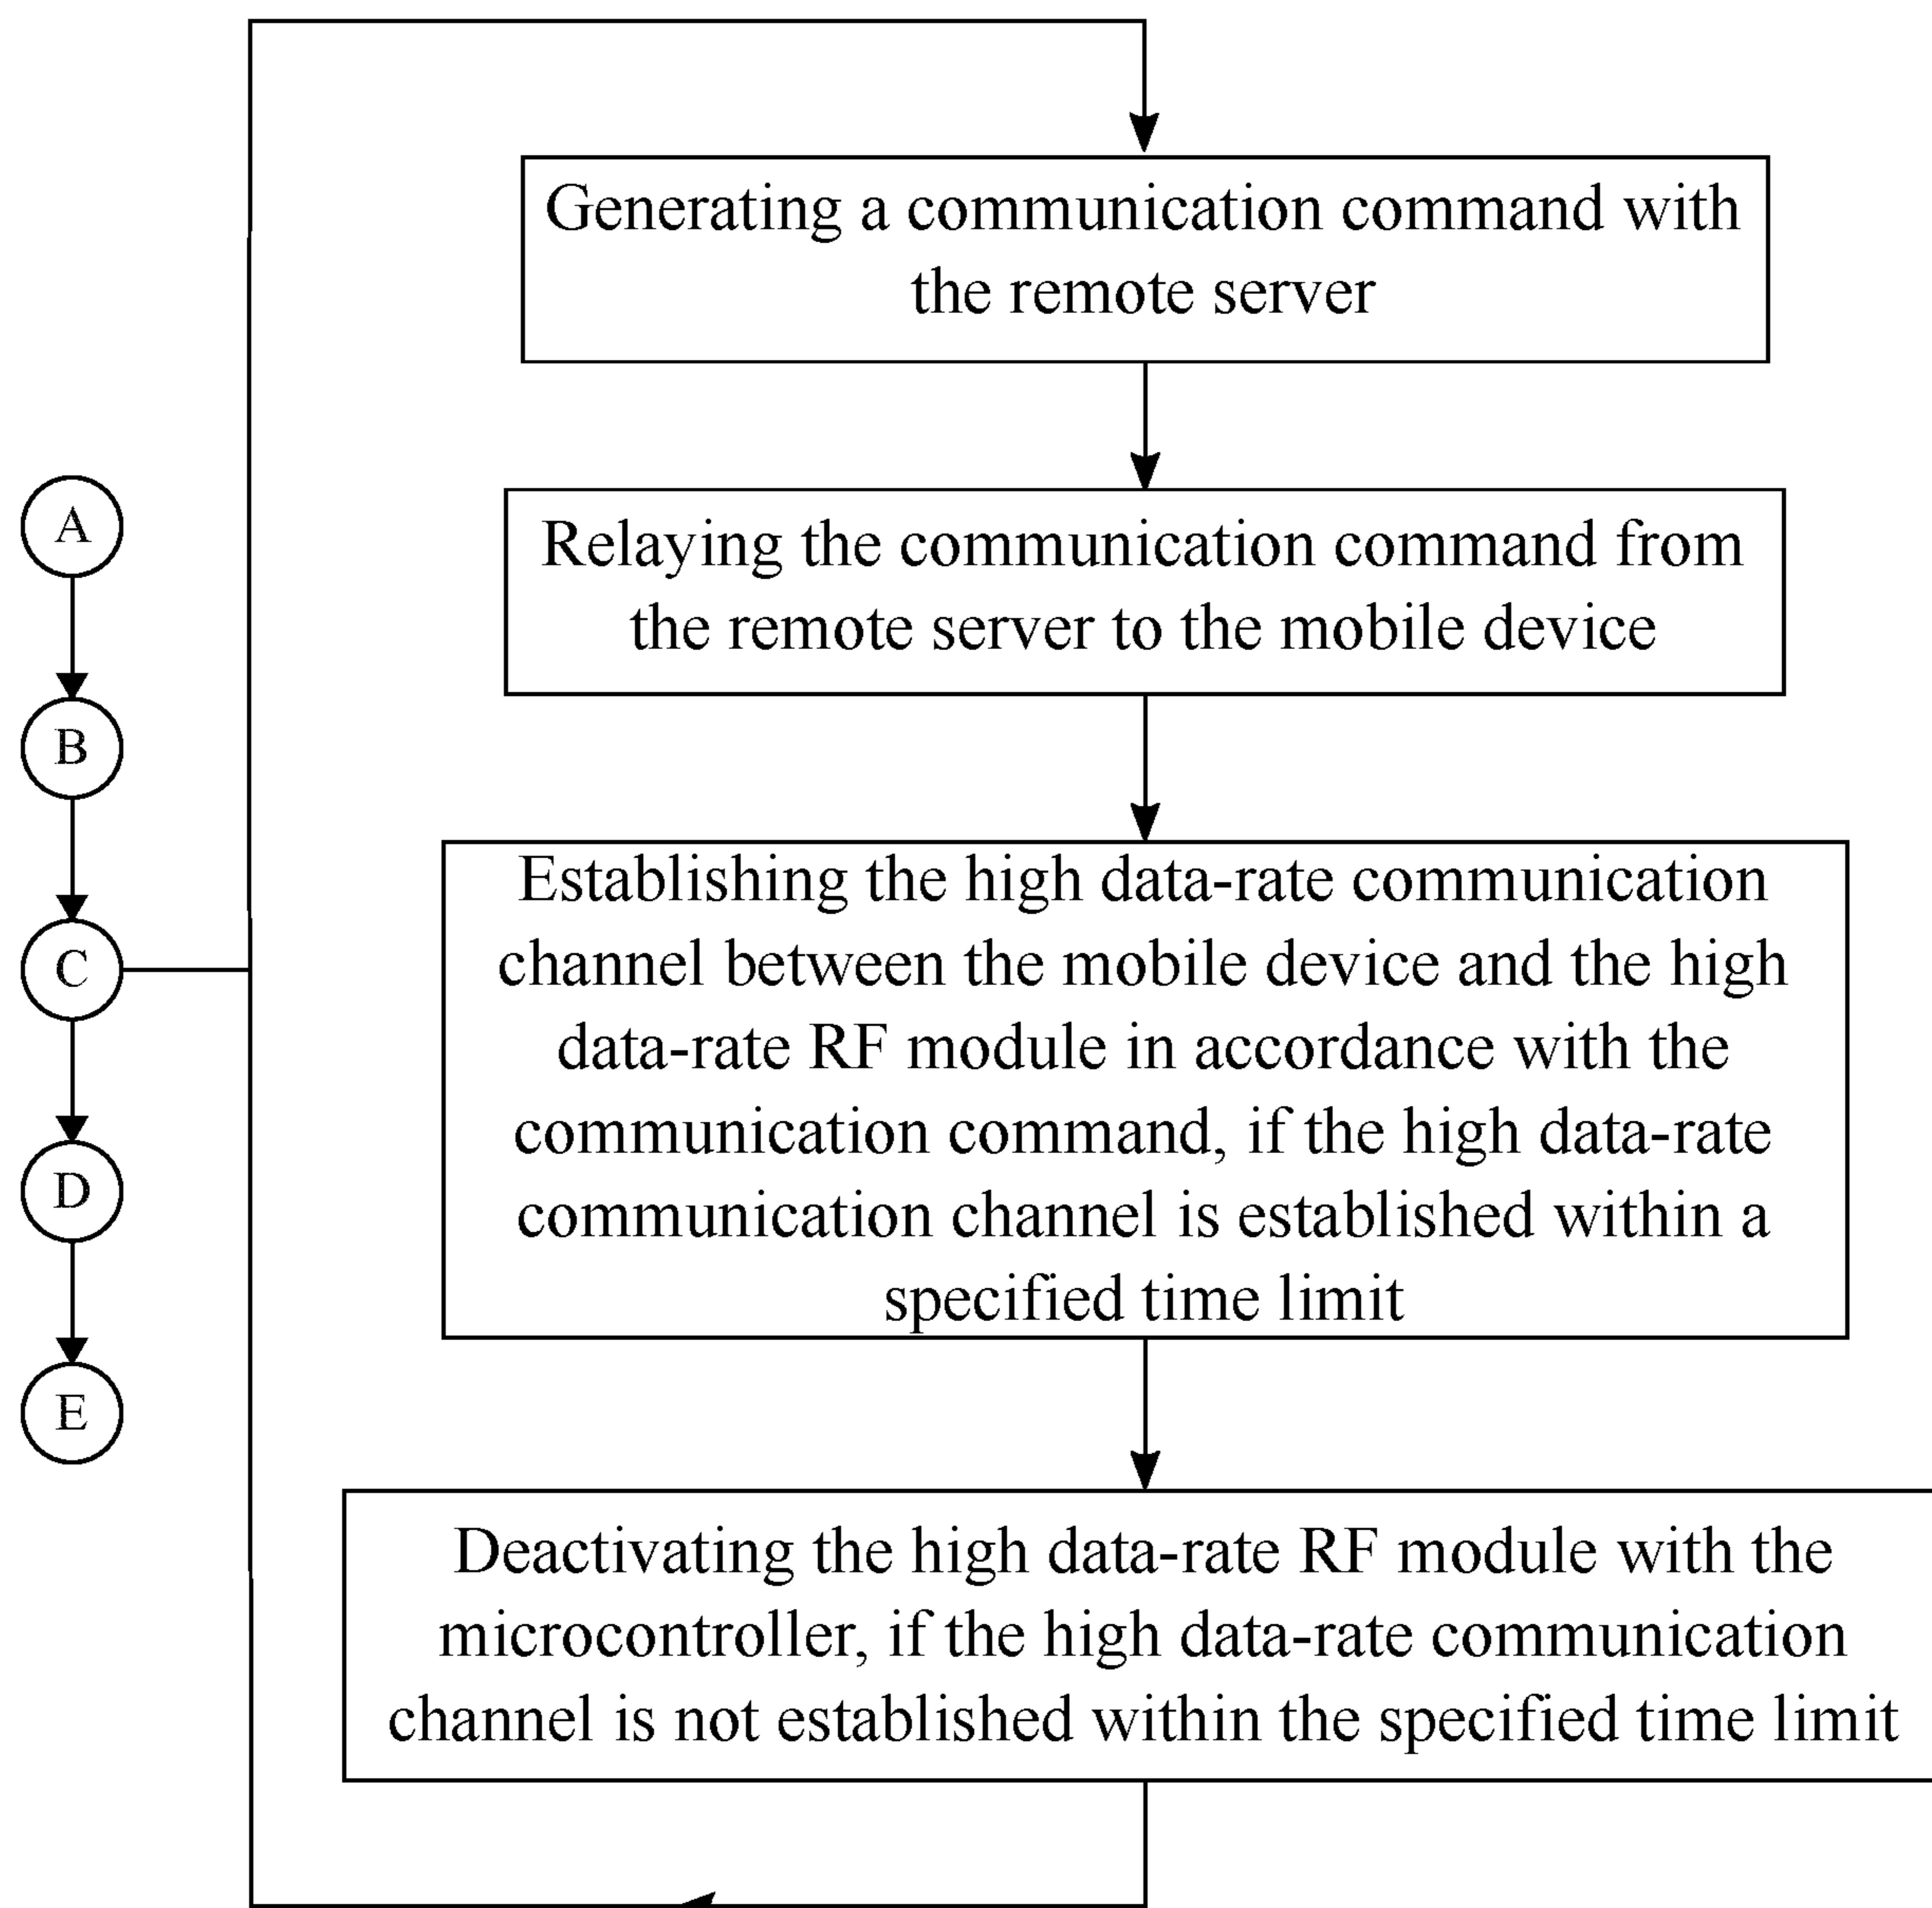 A
B
C
D
E
Generating a communication command with
the remote server
Relaying the communication command from
the remote server to the mobile device
Establishing the high data-rate communication
channel between the mobile device and the high
data-rate RF module in accordance with the
communication command, if the high data-rate
communication channel is established within a
specified time limit
Deactivating the high data-rate RF module with the
microcontroller, if the high data-rate communication
channel is not established within the specified time limit